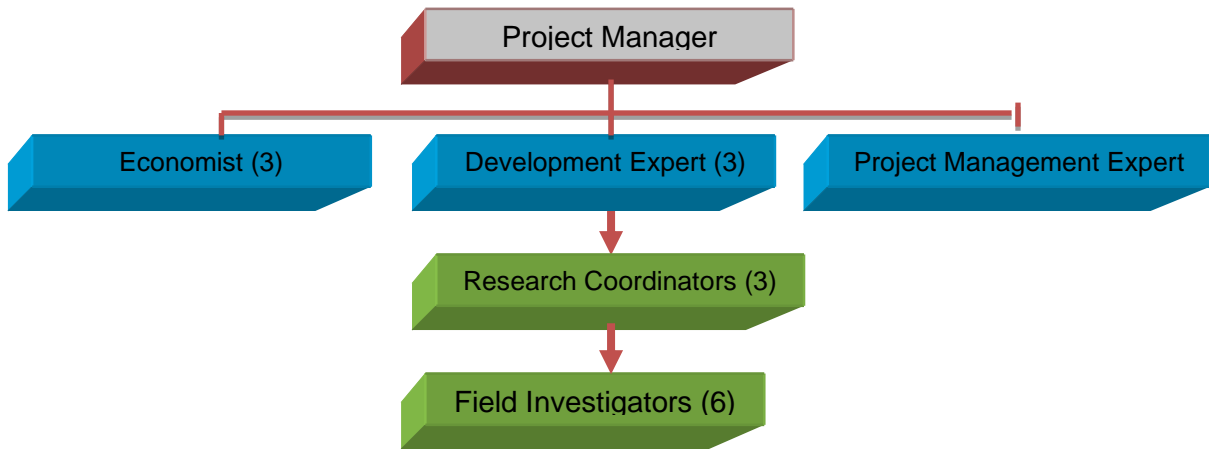 Project Manager
Economist (3)
Development Expert (3)
Project Management Expert
Research Coordinators (3)
Field Investigators (6)